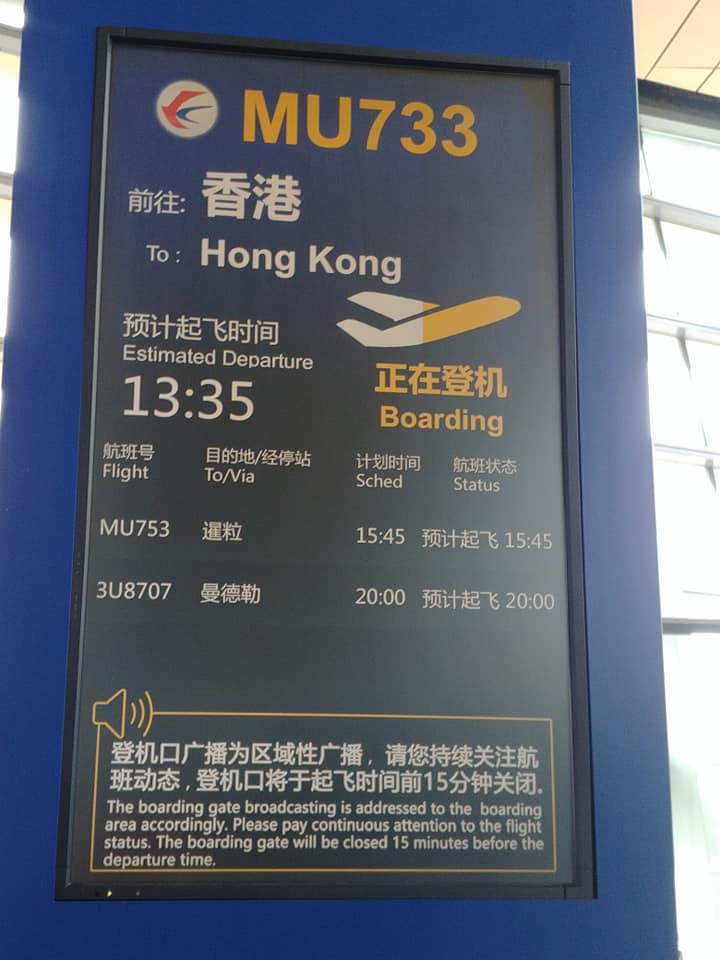 MU733
前往: 香港
To : Hong Kong
预计起飞时间
Estimated Departure
13:35
正在登机
Boarding
航班号 目的地/经停站 计划时间 航班状态
Flight To/Via Sched Status
MU753 暹粒 15:45 预计起飞 15:45
3U8707 曼德勒 20:00 预计起飞 20:00
登机口广播为区域性广播，请您持续关注航
班动态，登机口将于起飞时间前15分钟关闭.
The boarding gate broadcasting is addressed to the boarding
area accordingly. Please pay continuous attention to the flight
status. The boarding gate will be closed 15 minutes before the
departure time.